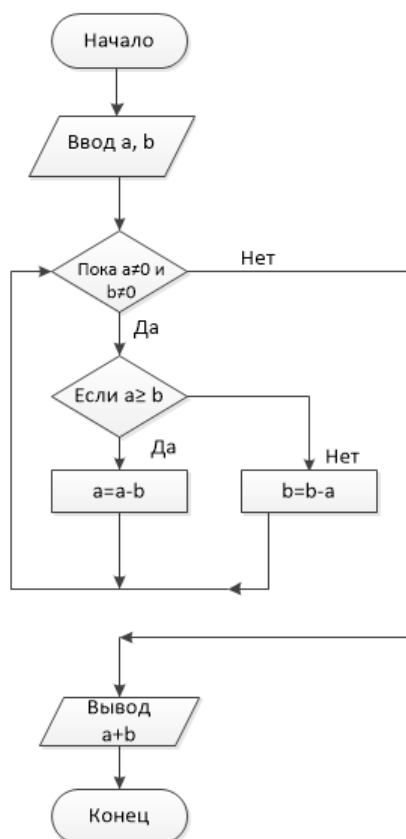 Начало
Ввод a, b
Пока a≠0 и
b≠0
Нет
Да
Если a≥ b
Да
Нет
a=a-b
b=b-a
Вывод
a+b
Конец